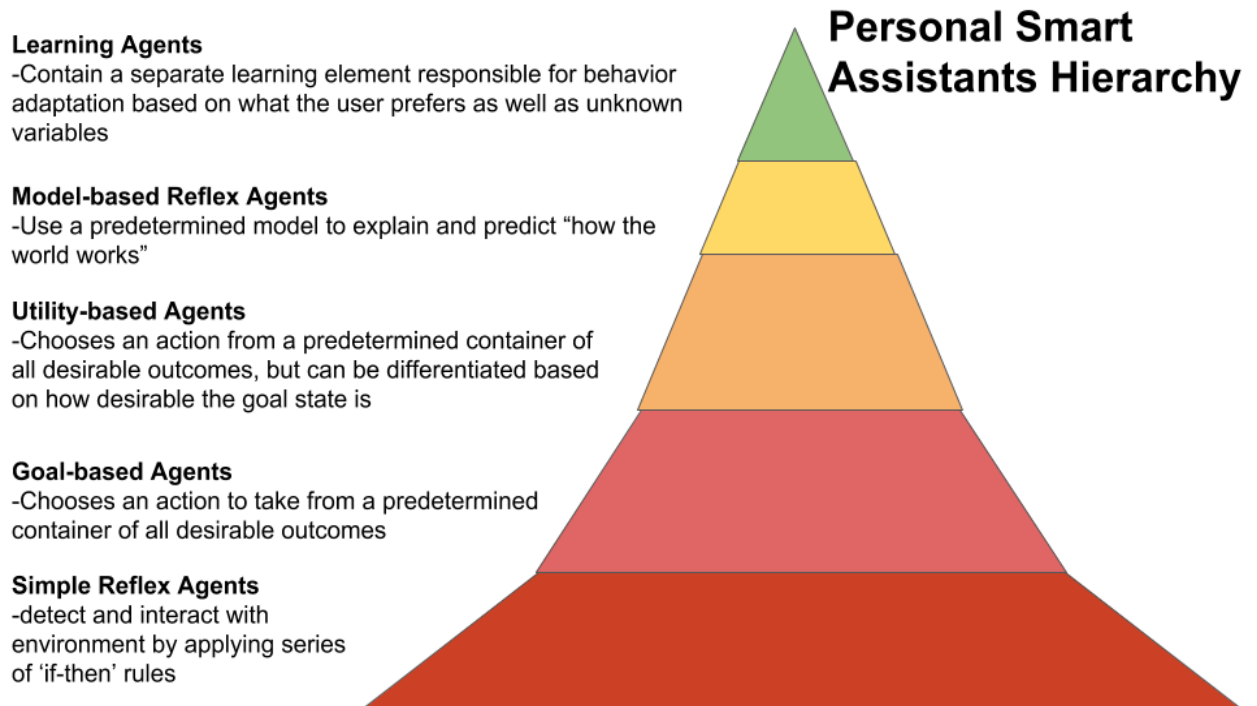 Personal Smart
Assistants Hierarchy
Learning Agents
-Contain a separate learning element responsible for behavior
adaptation based on what the user prefers as well as unknown
variables
Model-based Reflex Agents
-Use a predetermined model to explain and predict “how the
world works”
Utility-based Agents
-Chooses an action from a predetermined container of
all desirable outcomes, but can be differentiated based
on how desirable the goal state is
Goal-based Agents
-Chooses an action to take from a predetermined
container of all desirable outcomes
Simple Reflex Agents
-detect and interact with
environment by applying series
of ‘if-then’ rules